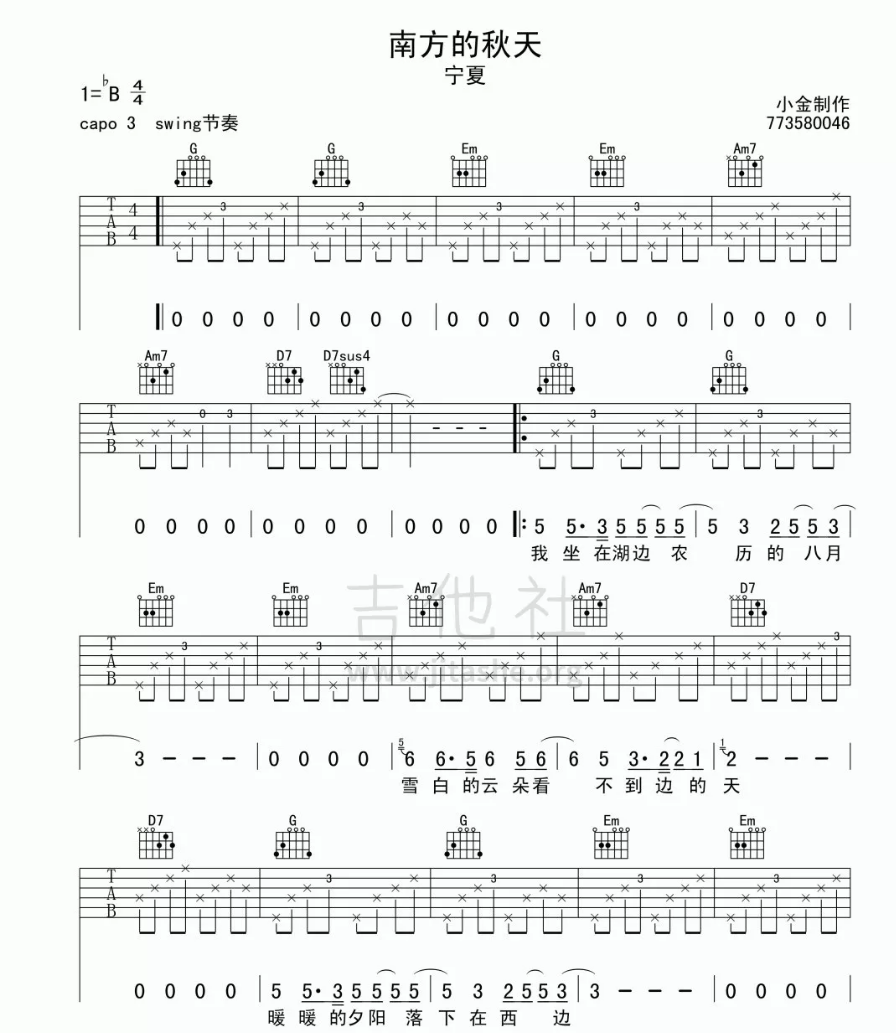 南方的秋天
宁夏
1=♭B 4/4
小金制作
capo 3 swing节奏
773580046
G G Em Em Am7
T A B 4 4 3 3 3 3
0 0 0 0 0 0 0 0 0 0 0 0 0 0 0 0 0 0 0 0
Am7 D7 D7sus4 G G
T A B 0 3 - - - 3 3
0 0 0 0 0 0 0 0 0 0 0 0 5 5· 3 5 5 5 5 5 3 2 5 5 3
我 坐 在湖边 农 历 的 八月
吉他社
Em Em Am7 Am7 D7
T A B 3 3 3
www.jitashe.org
3 - - - 0 0 0 0 5 6 6· 5 6 5 6 6 5 3· 2 2 1 1 2 - - -
雪 白 的云 朵看 不 到 边 的 天
D7 G G Em Em
T A B 3 3 3 3
0 0 0 0 5 5· 3 5 5 5 5 5 3 2 5 5 3 3 - - - 0 0 0 0
暖 暖 的夕阳 落 下 在 西 边